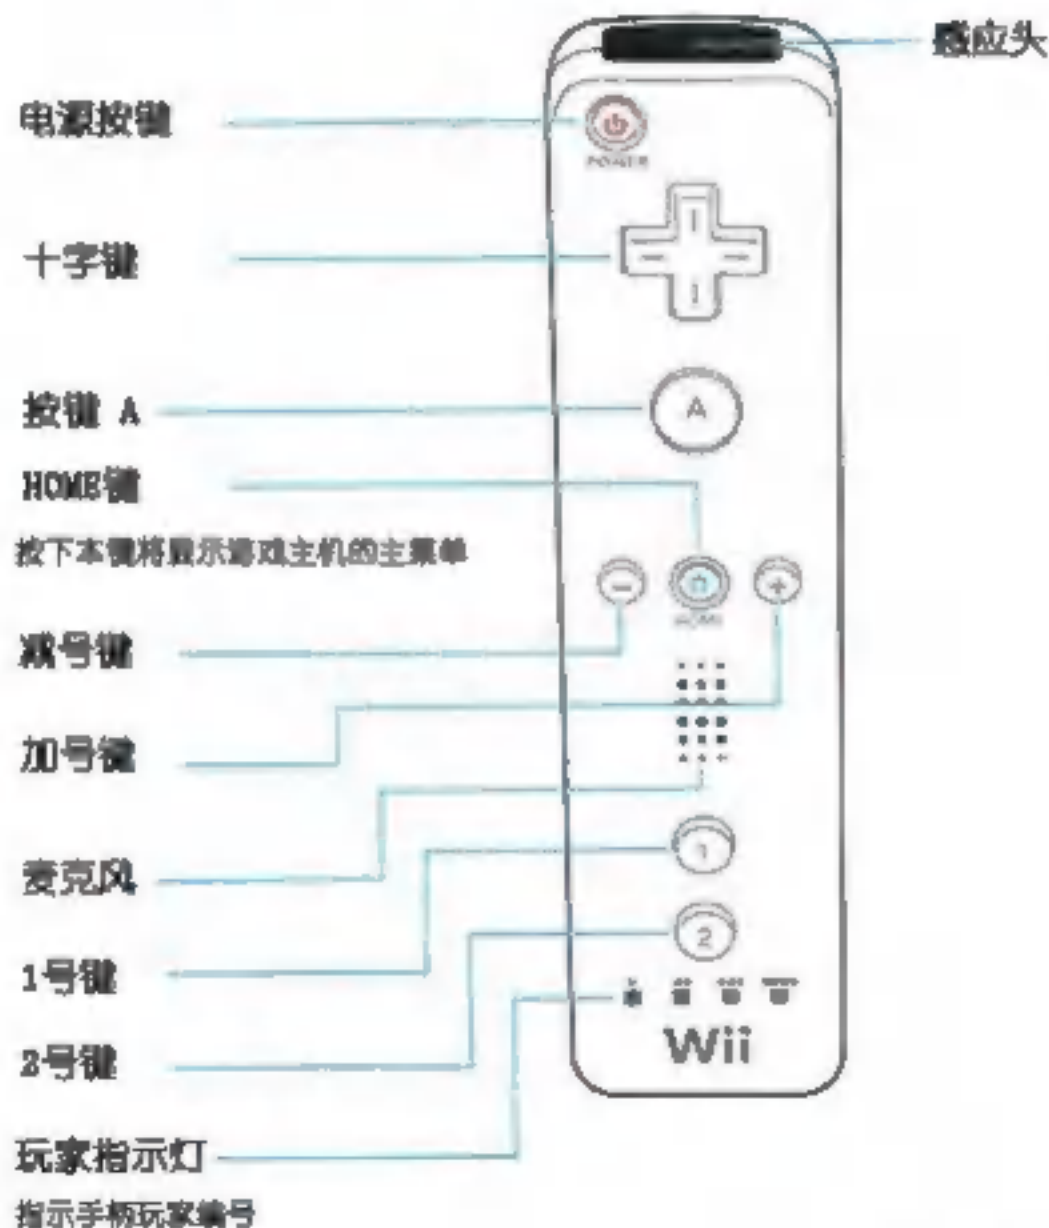 感应头
电源按键
POWER
十字键
按键 A
A
HOME键
按下本键将显示游戏主机的主菜单
HOME
减号键
加号键
麦克风
1
1号键
2
2号键
Wii
玩家指示灯
指示手柄玩家编号